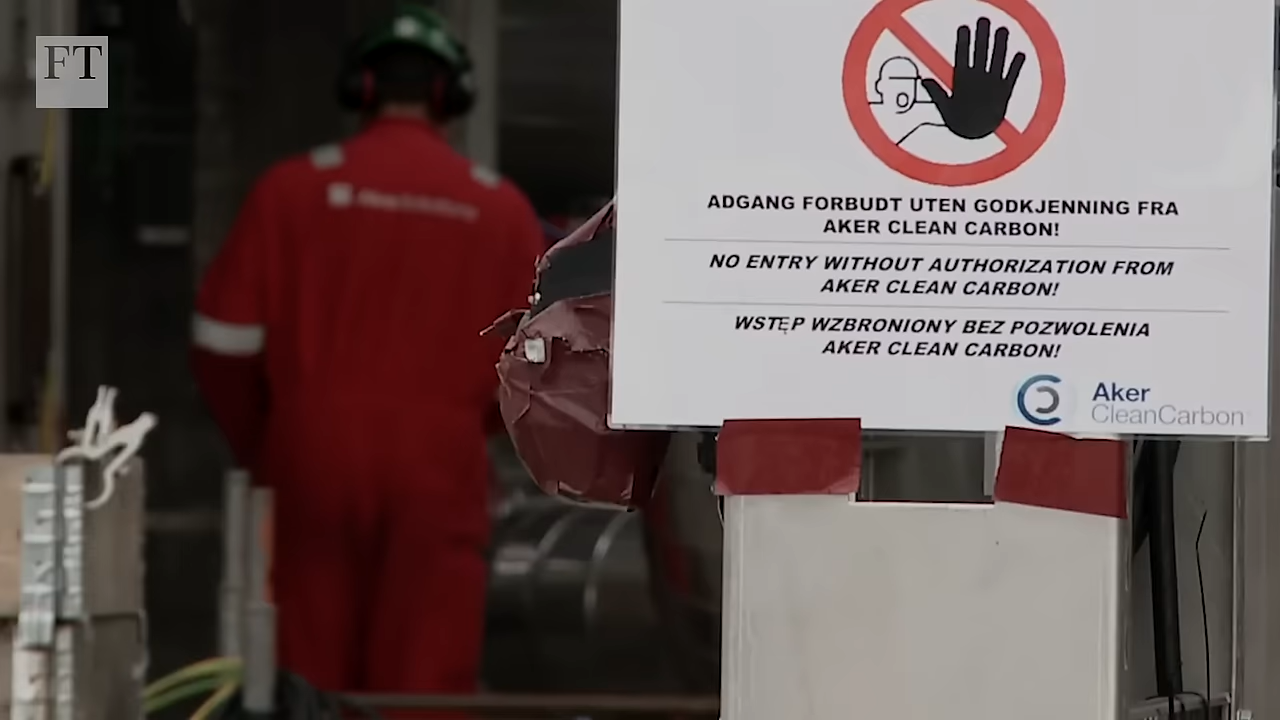 FT
ADGANG FORBUDT UTEN GODKJENNING FRA
AKER CLEAN CARBON!
NO ENTRY WITHOUT AUTHORIZATION FROM
AKER CLEAN CARBON!
WSTĘP WZBRONIONY BEZ POZWOLENIA
AKER CLEAN CARBON!
Aker
CleanCarbon